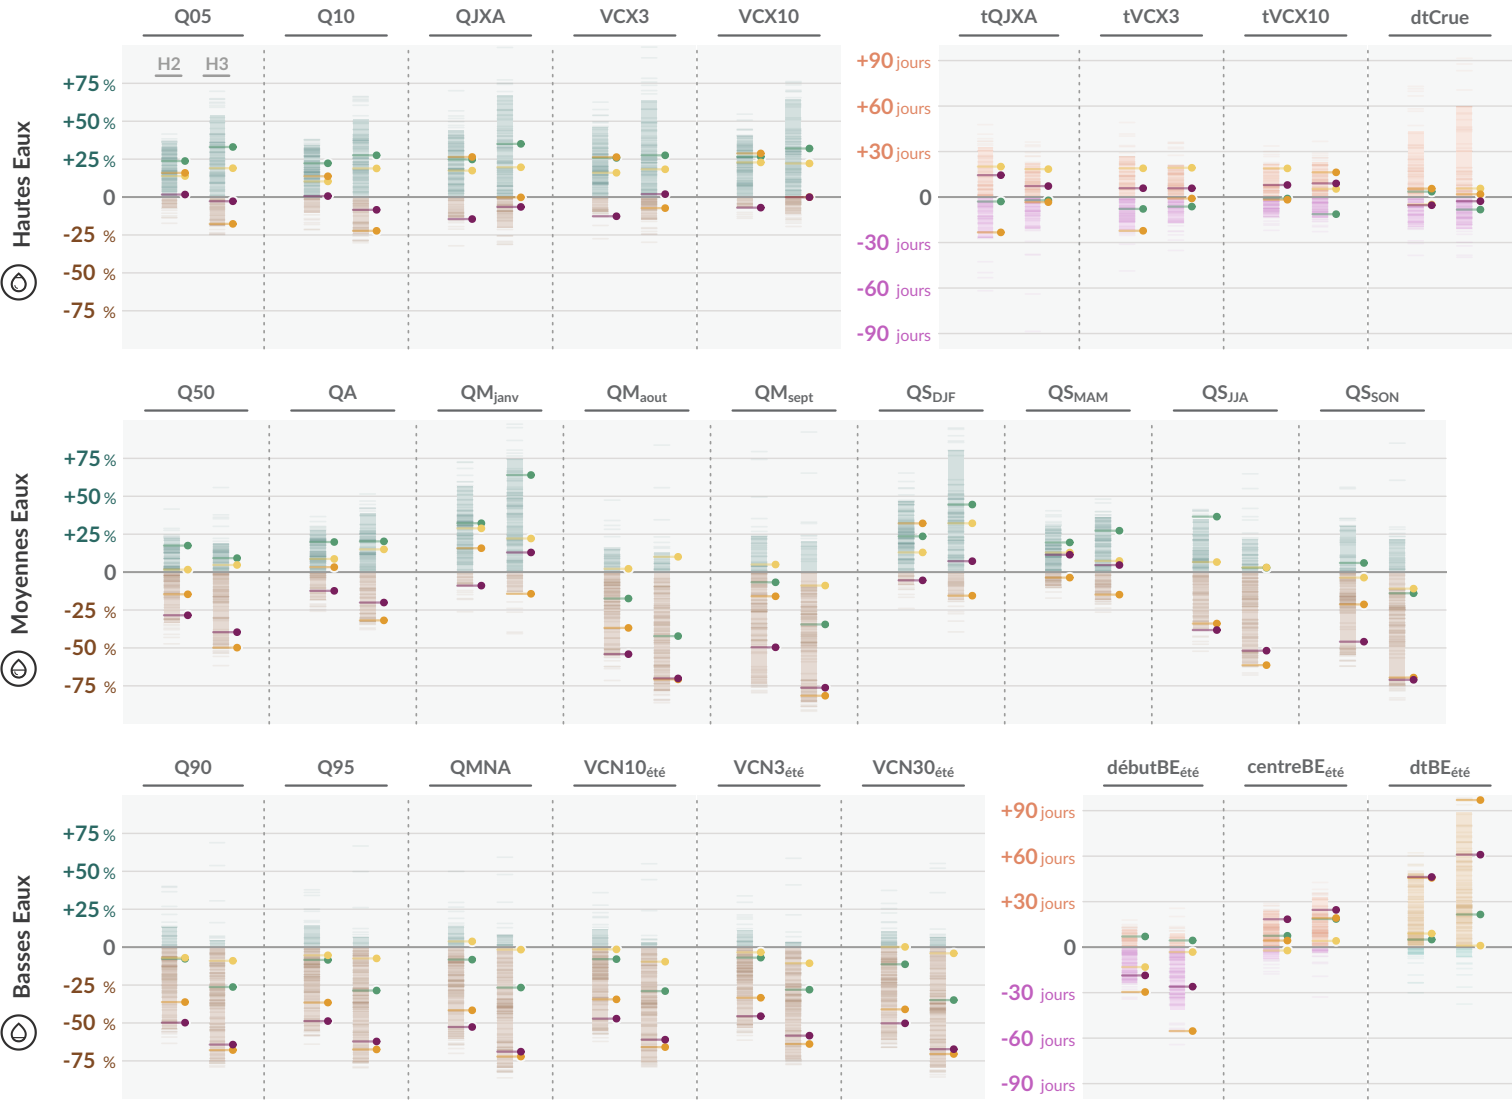 Q05 Q10 QJXA VCX3 VCX10 tQJXA tVCX3 tVCX10 dtCrue
H2 H3
+75 %
+50 %
+25 %
0
-25 %
-50 %
-75 %
+90 jours
+60 jours
+30 jours
0
-30 jours
-60 jours
-90 jours
Hautes Eaux
Q50 QA QMjanv QMaout QMsept QSDJF QSMAM QSJJA QSSON
+75 %
+50 %
+25 %
0
-25 %
-50 %
-75 %
Moyennes Eaux
Q90 Q95 QMNA VCN10été VCN3été VCN30été débutBEété centreBEété dtBEété
+75 %
+50 %
+25 %
0
-25 %
-50 %
-75 %
+90 jours
+60 jours
+30 jours
0
-30 jours
-60 jours
-90 jours
Basses Eaux